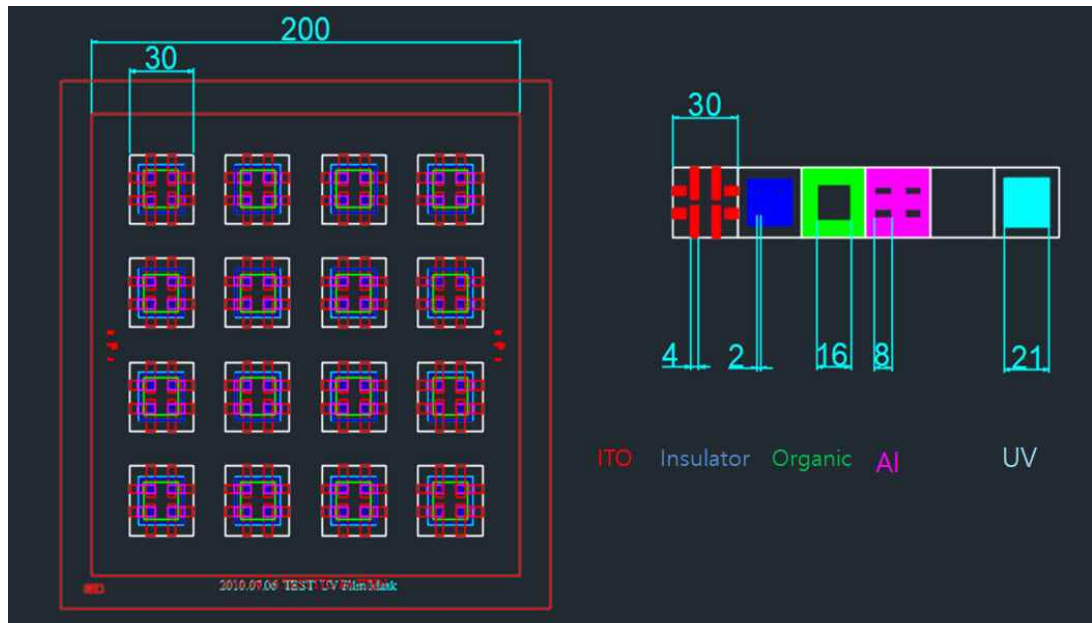 200
30
30
4
2
16
8
21
ITO
Insulator
Organic
Al
UV
2010.07.06 TEST UV Film Mask